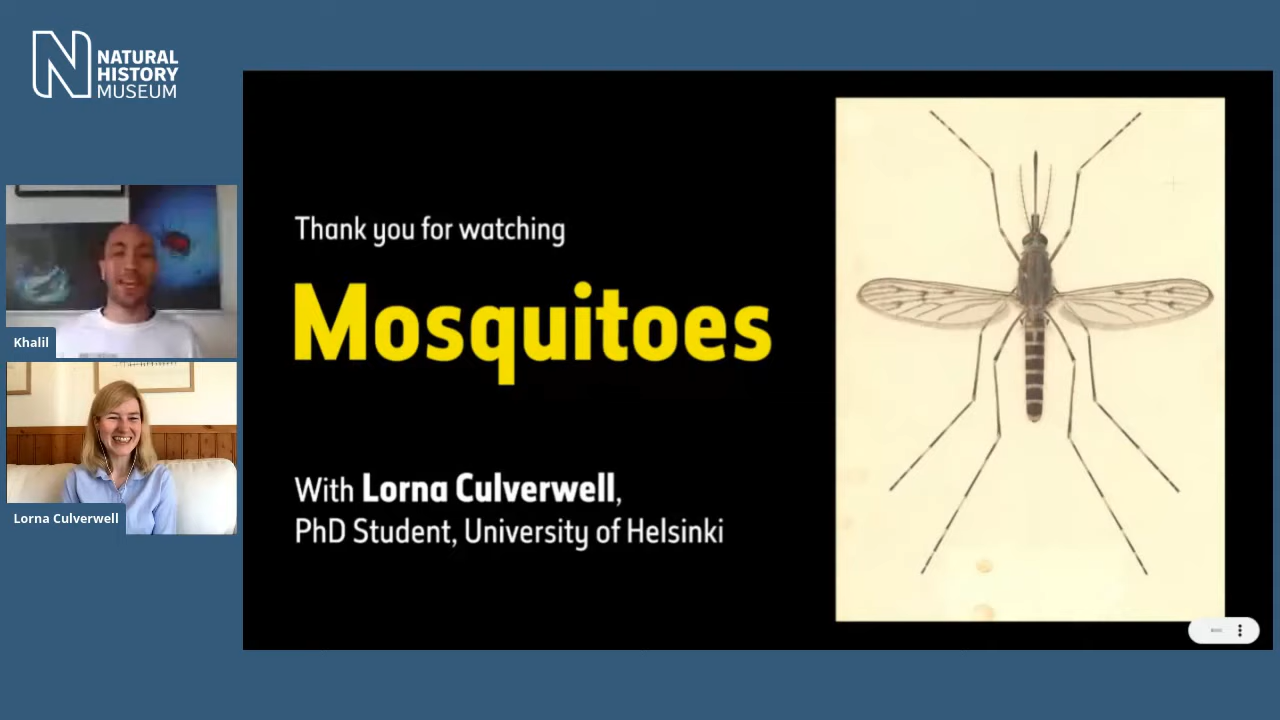 NATURAL
HISTORY
MUSEUM
Khalil
Lorna Culverwell
Thank you for watching
Mosquitoes
With Lorna Culverwell,
PhD Student, University of Helsinki